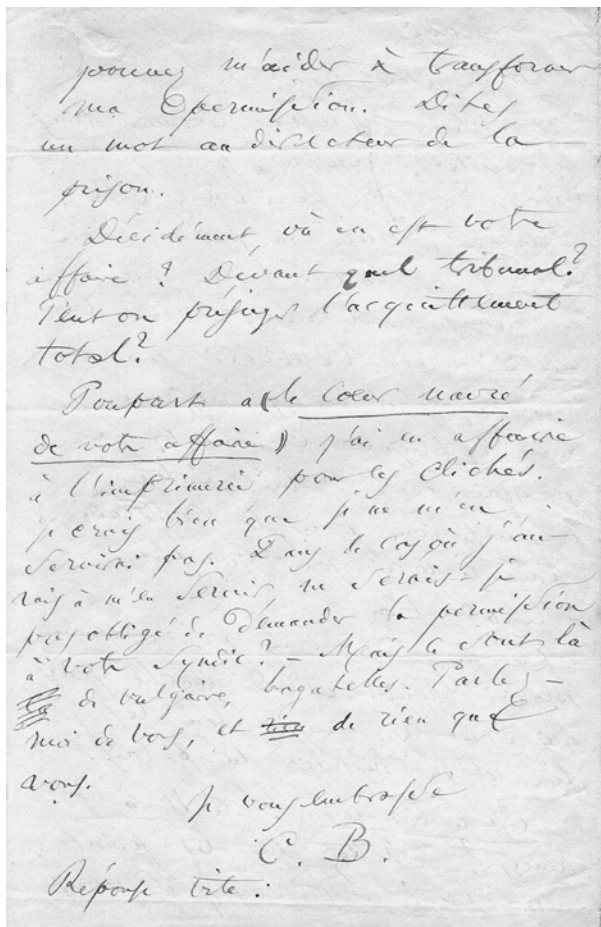 pouvez m'aider à transformer
ma permission. Dites
un mot au directeur de la
prison.
Décidément, où en est votre
affaire ? Devant quel tribunal ?
Peut on présager l'acquittement
total ?
Poupart a (le cœur navré
de votre affaire) j'ai eu affaire
à l'imprimerie pour les clichés.
je crois bien que je ne m'en
servirai pas. Dans le cas où j'au-
rais à m'en servir, ne serais-je
pas obligé de demander la permission
à votre syndic ? – Mais ce sont là
de vulgaires bagatelles. Parlez-
moi de vous, et de rien que
vous.
Je vous embrasse
C. B.
Réponse vite :